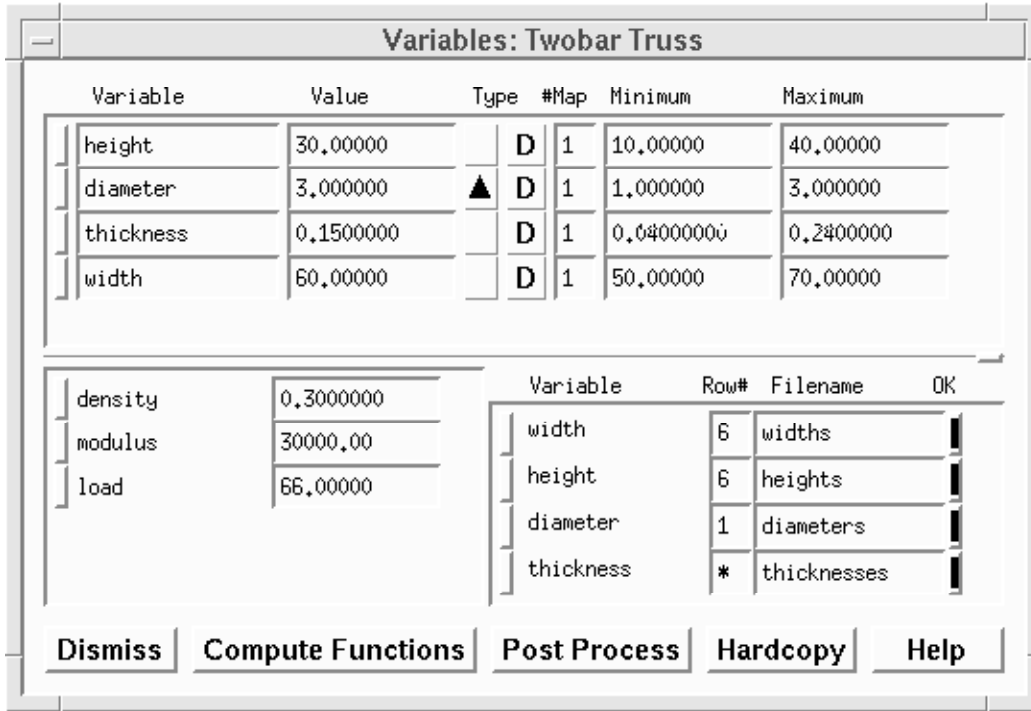 Variables: Twobar Truss
Variable Value Type #Map Minimum Maximum
height 30.00000 D 1 10.00000 40.00000
diameter 3.000000 ▲ D 1 1.000000 3.000000
thickness 0.1500000 D 1 0.04000000 0.2400000
width 60.00000 D 1 50.00000 70.00000
density 0.3000000
modulus 30000.00
load 66.00000
Variable Row# Filename OK
width 6 widths
height 6 heights
diameter 1 diameters
thickness * thicknesses
Dismiss Compute Functions Post Process Hardcopy Help